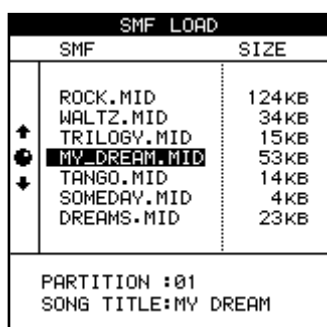 SMF LOAD
SMF SIZE
ROCK.MID 124KB
WALTZ.MID 34KB
TRILOGY.MID 15KB
MY_DREAM.MID 53KB
TANGO.MID 14KB
SOMEDAY.MID 4KB
DREAMS.MID 23KB
PARTITION :01
SONG TITLE:MY DREAM